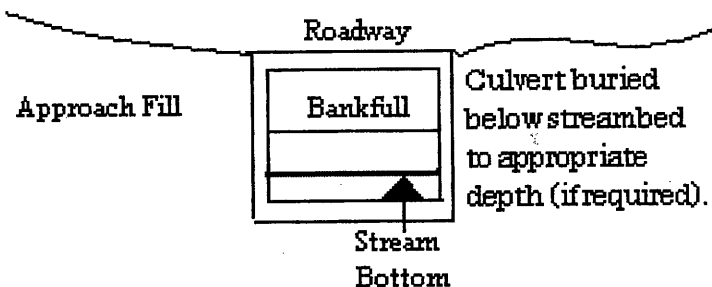 Roadway
Approach Fill
Bankfull
Culvert buried
below streambed
to appropriate
depth (if required).
Stream
Bottom